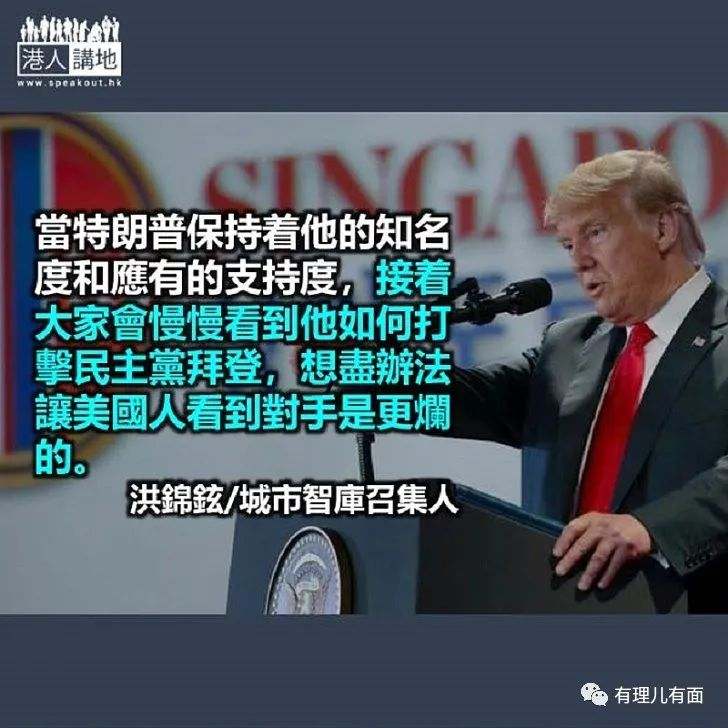 港人講地
www.speakout.hk
SINGAPO
當特朗普保持着他的知名
度和應有的支持度，接着
大家會慢慢看到他如何打
擊民主黨拜登，想盡辦法
讓美國人看到對手是更爛
的。
洪錦鉉/城市智庫召集人
有理儿有面